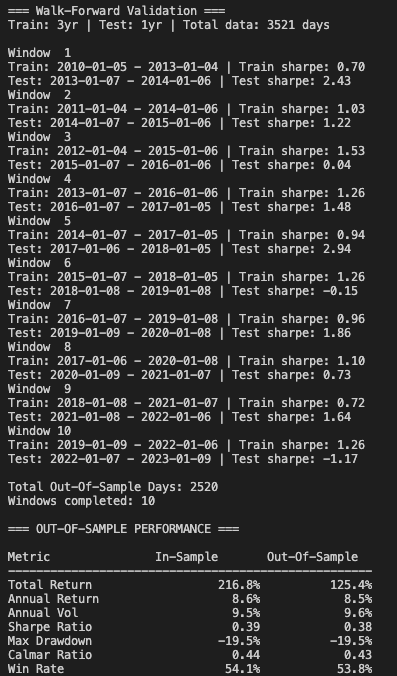 === Walk-Forward Validation ===
Train: 3yr | Test: 1yr | Total data: 3521 days
Window  1
Train: 2010-01-05 - 2013-01-04 | Train sharpe: 0.70
Test: 2013-01-07 - 2014-01-06 | Test sharpe: 2.43
Window  2
Train: 2011-01-04 - 2014-01-06 | Train sharpe: 1.03
Test: 2014-01-07 - 2015-01-06 | Test sharpe: 1.22
Window  3
Train: 2012-01-04 - 2015-01-06 | Train sharpe: 1.53
Test: 2015-01-07 - 2016-01-06 | Test sharpe: 0.04
Window  4
Train: 2013-01-07 - 2016-01-06 | Train sharpe: 1.26
Test: 2016-01-07 - 2017-01-05 | Test sharpe: 1.48
Window  5
Train: 2014-01-07 - 2017-01-05 | Train sharpe: 0.94
Test: 2017-01-06 - 2018-01-05 | Test sharpe: 2.94
Window  6
Train: 2015-01-07 - 2018-01-05 | Train sharpe: 1.26
Test: 2018-01-08 - 2019-01-08 | Test sharpe: -0.15
Window  7
Train: 2016-01-07 - 2019-01-08 | Train sharpe: 0.96
Test: 2019-01-09 - 2020-01-08 | Test sharpe: 1.86
Window  8
Train: 2017-01-06 - 2020-01-08 | Train sharpe: 1.10
Test: 2020-01-09 - 2021-01-07 | Test sharpe: 0.73
Window  9
Train: 2018-01-08 - 2021-01-07 | Train sharpe: 0.72
Test: 2021-01-08 - 2022-01-06 | Test sharpe: 1.64
Window 10
Train: 2019-01-09 - 2022-01-06 | Train sharpe: 1.26
Test: 2022-01-07 - 2023-01-09 | Test sharpe: -1.17
Total Out-Of-Sample Days: 2520
Windows completed: 10
=== OUT-OF-SAMPLE PERFORMANCE ===
Metric In-Sample Out-Of-Sample
Total Return 216.8% 125.4%
Annual Return 8.6% 8.5%
Annual Vol 9.5% 9.6%
Sharpe Ratio 0.39 0.38
Max Drawdown -19.5% -19.5%
Calmar Ratio 0.44 0.43
Win Rate 54.1% 53.8%